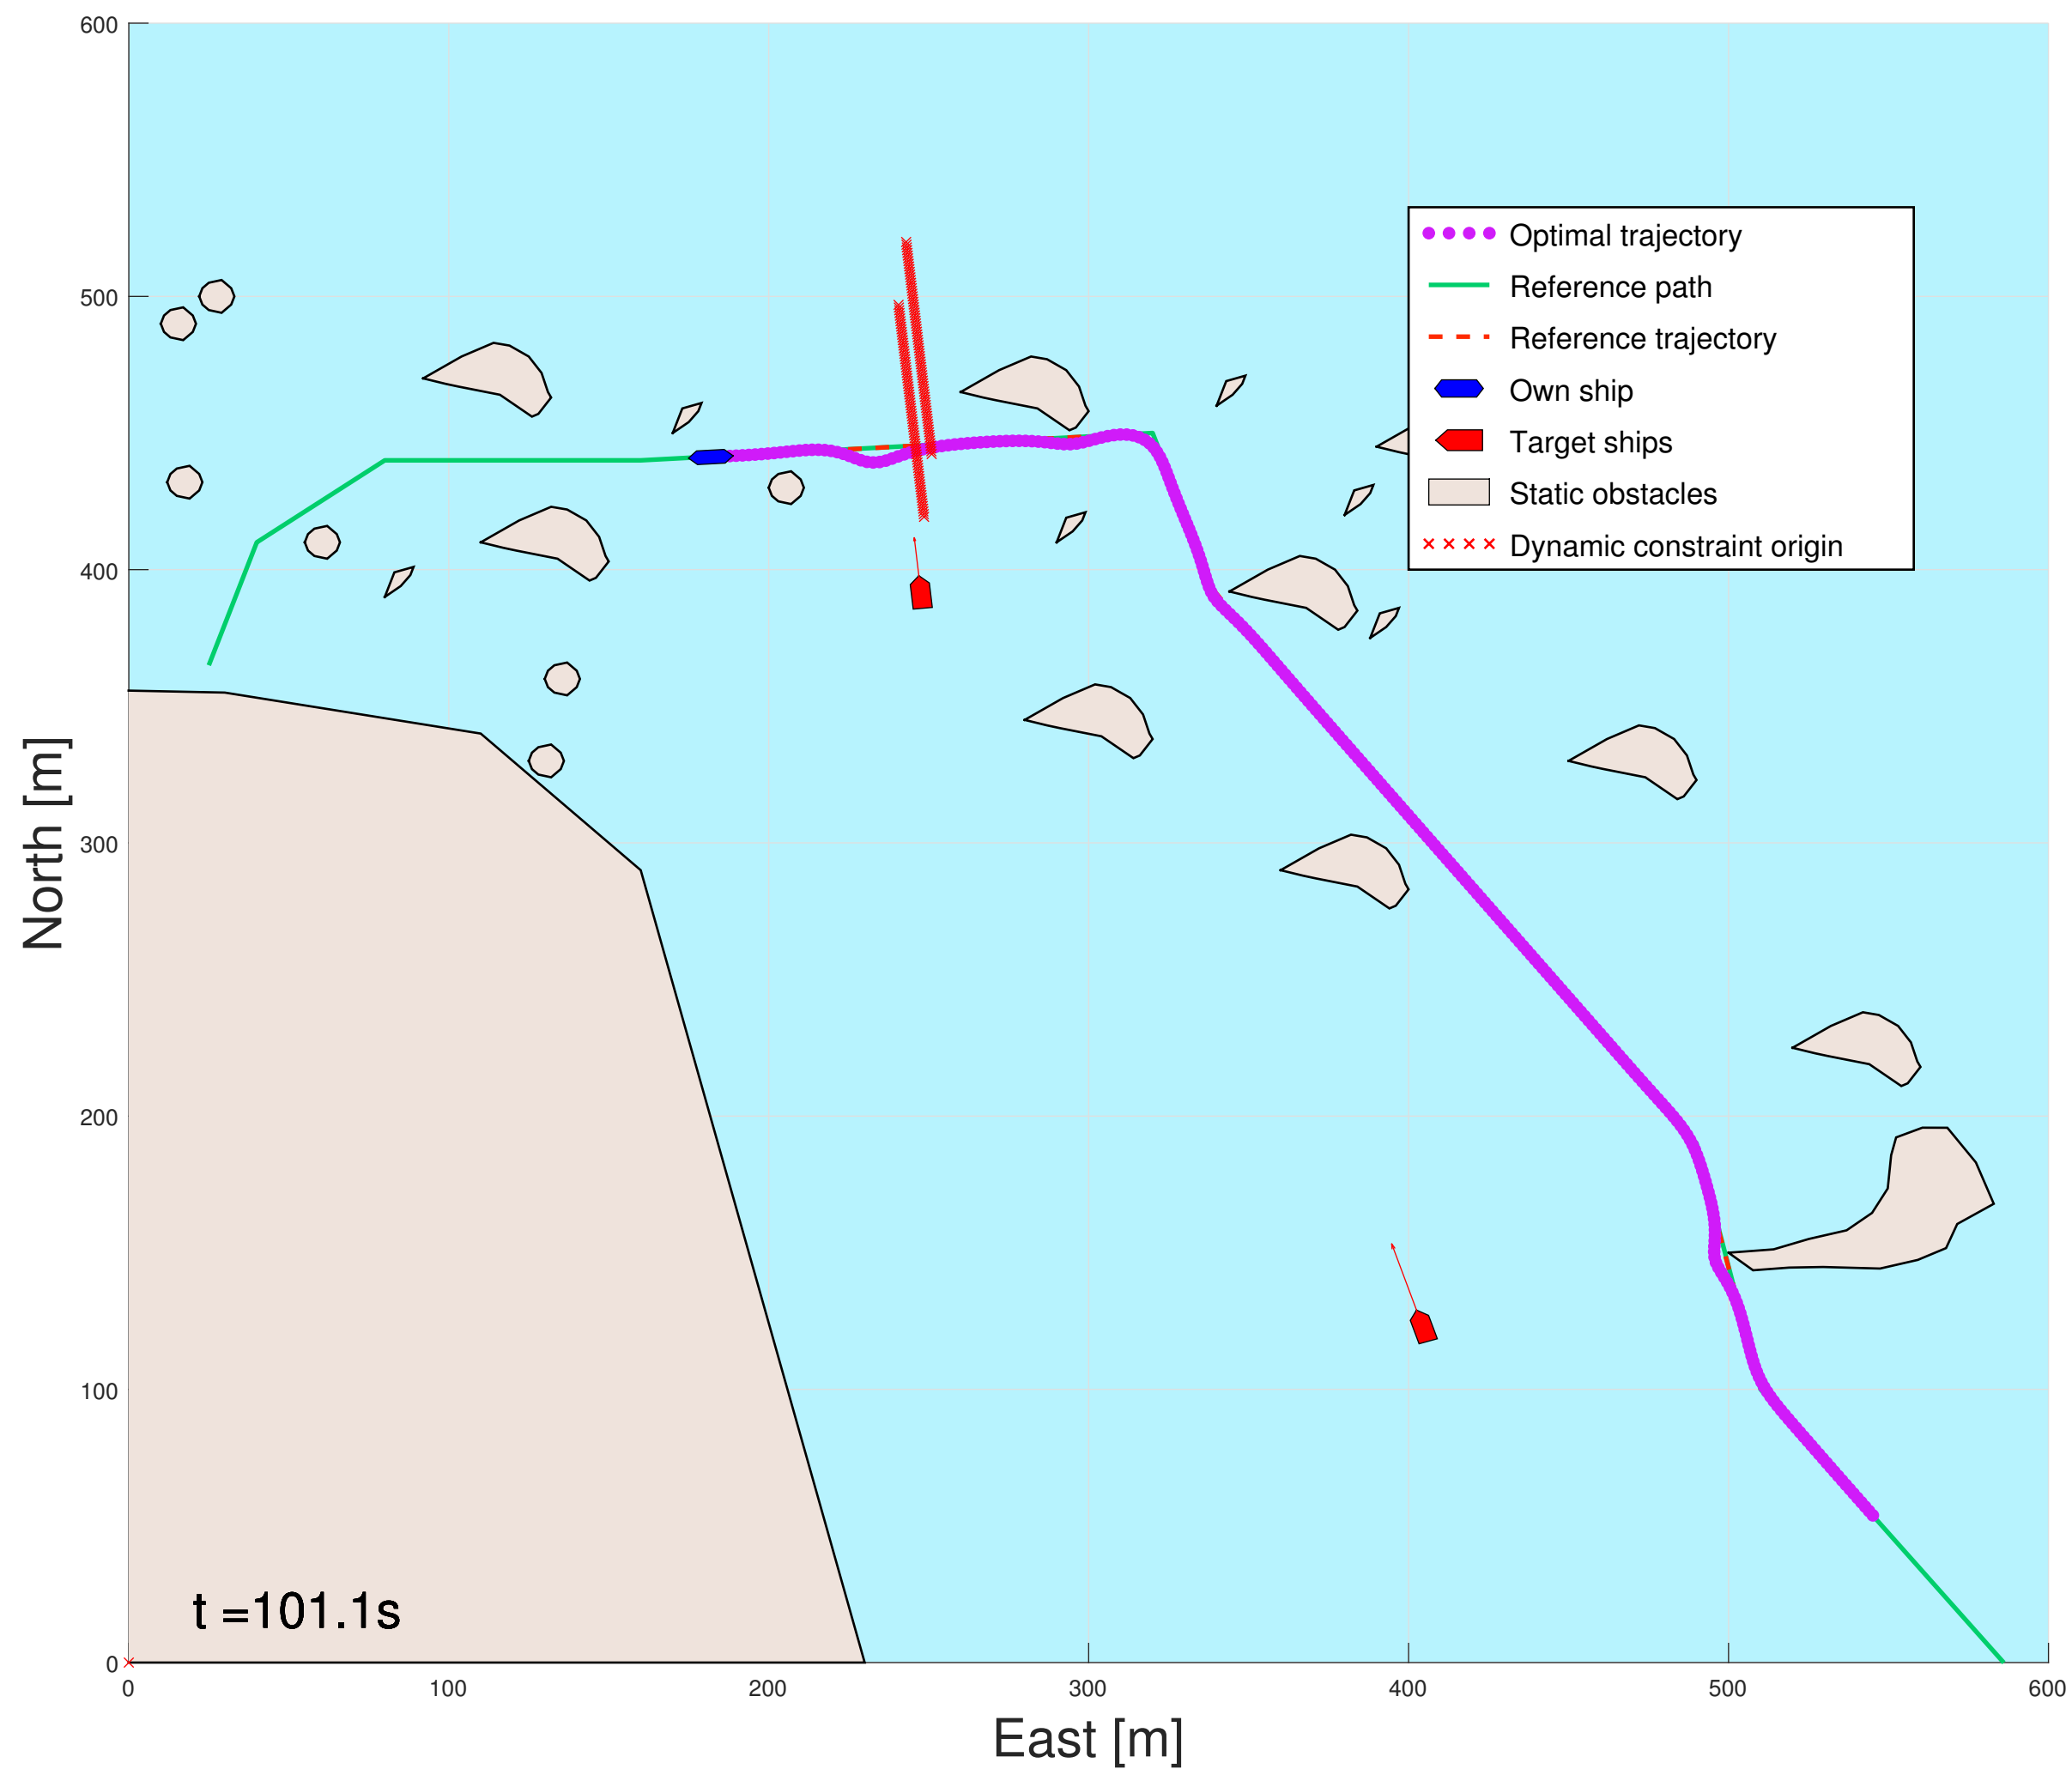 600
500
400
300
200
100
0
North [m]
Optimal trajectory
Reference path
Reference trajectory
Own ship
Target ships
Static obstacles
Dynamic constraint origin
t =101.1s
0 100 200 300 400 500 600
East [m]